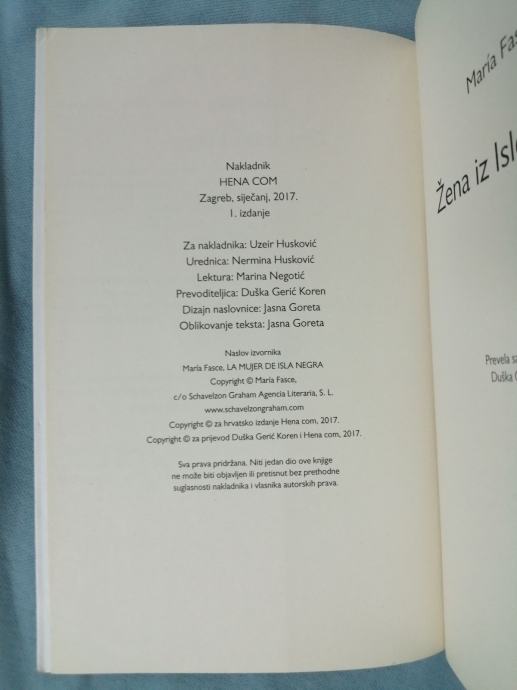 Nakladnik
HENA COM
Zagreb, siječanj, 2017.
1. izdanje
Za nakladnika: Uzeir Husković
Urednica: Nermina Husković
Lektura: Marina Negotić
Prevoditeljica: Duška Gerić Koren
Dizajn naslovnice: Jasna Goreta
Oblikovanje teksta: Jasna Goreta
Naslov izvornika
María Fasce, LA MUJER DE ISLA NEGRA
Copyright © María Fasce,
c/o Schavelzon Graham Agencia Literaria, S. L.
www.schavelzongraham.com
Copyright © za hrvatsko izdanje Hena com, 2017.
Copyright © za prijevod Duška Gerić Koren i Hena com, 2017.
Sva prava pridržana. Niti jedan dio ove knjige
ne može biti objavljen ili pretisnut bez prethodne
suglasnosti nakladnika i vlasnika autorskih prava.
María
Žena iz
Prevela
Duška